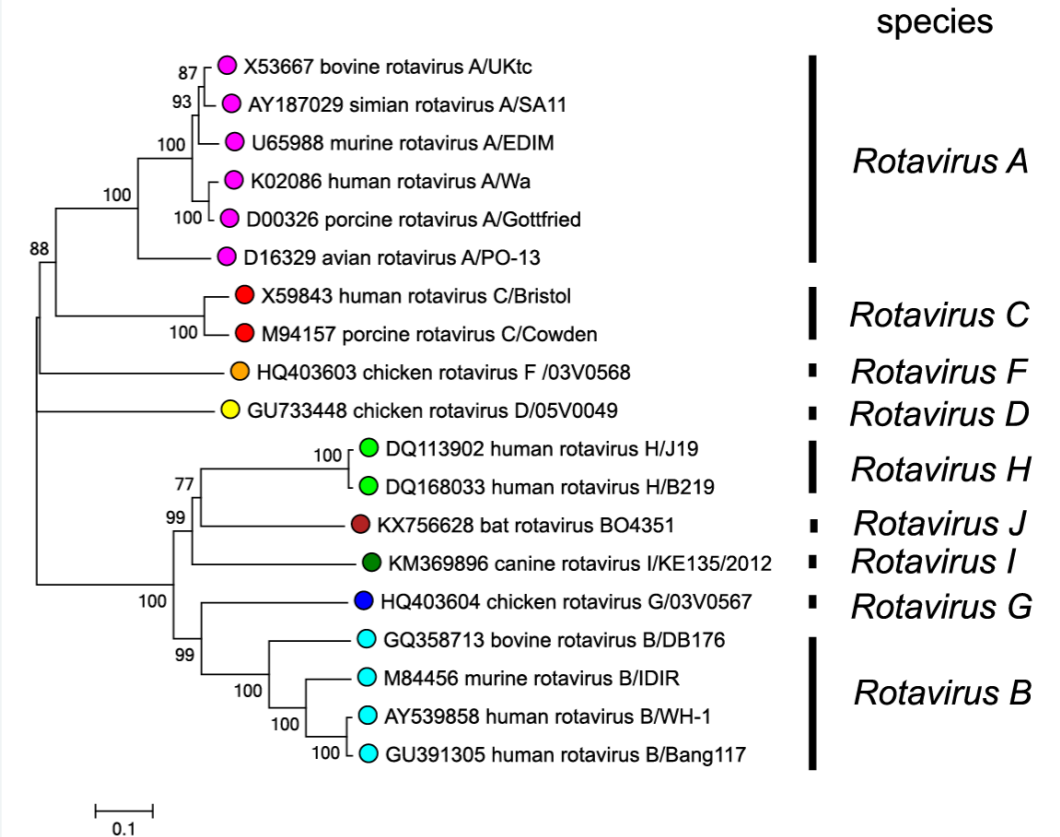 species
87
X53667 bovine rotavirus A/UKtc
93
AY187029 simian rotavirus A/SA11
100
U65988 murine rotavirus A/EDIM
Rotavirus A
K02086 human rotavirus A/Wa
100
100
D00326 porcine rotavirus A/Gottfried
88
D16329 avian rotavirus A/PO-13
X59843 human rotavirus C/Bristol
Rotavirus C
100
M94157 porcine rotavirus C/Cowden
HQ403603 chicken rotavirus F /03V0568
Rotavirus F
GU733448 chicken rotavirus D/05V0049
Rotavirus D
100
DQ113902 human rotavirus H/J19
Rotavirus H
77
DQ168033 human rotavirus H/B219
99
KX756628 bat rotavirus BO4351
Rotavirus J
KM369896 canine rotavirus I/KE135/2012
Rotavirus I
100
HQ403604 chicken rotavirus G/03V0567
Rotavirus G
99
GQ358713 bovine rotavirus B/DB176
100
M84456 murine rotavirus B/IDIR
Rotavirus B
100
AY539858 human rotavirus B/WH-1
100
GU391305 human rotavirus B/Bang117
0.1